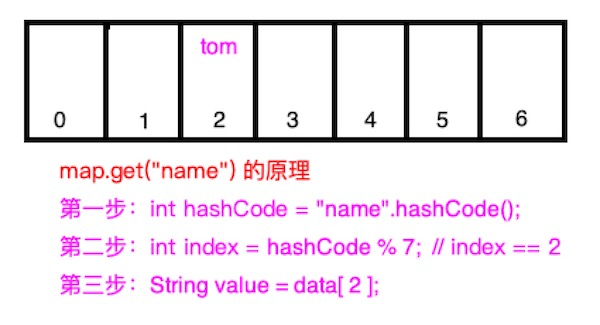 tom
0 1 2 3 4 5 6
map.get("name") 的原理
第一步：int hashCode = "name".hashCode();
第二步：int index = hashCode % 7; // index == 2
第三步：String value = data[ 2 ];